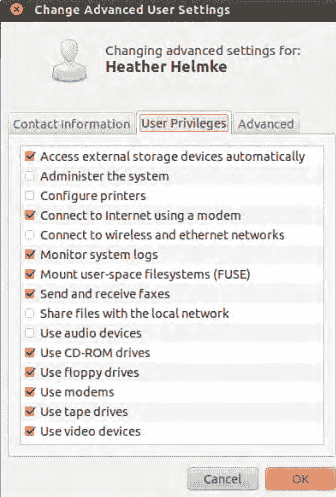 Change Advanced User Settings
Changing advanced settings for:
Heather Helmke
Contact Information User Privileges Advanced
Access external storage devices automatically
Administer the system
Configure printers
Connect to Internet using a modem
Connect to wireless and ethernet networks
Monitor system logs
Mount user-space filesystems (FUSE)
Send and receive faxes
Share files with the local network
Use audio devices
Use CD-ROM drives
Use floppy drives
Use modems
Use tape drives
Use video devices
Cancel OK